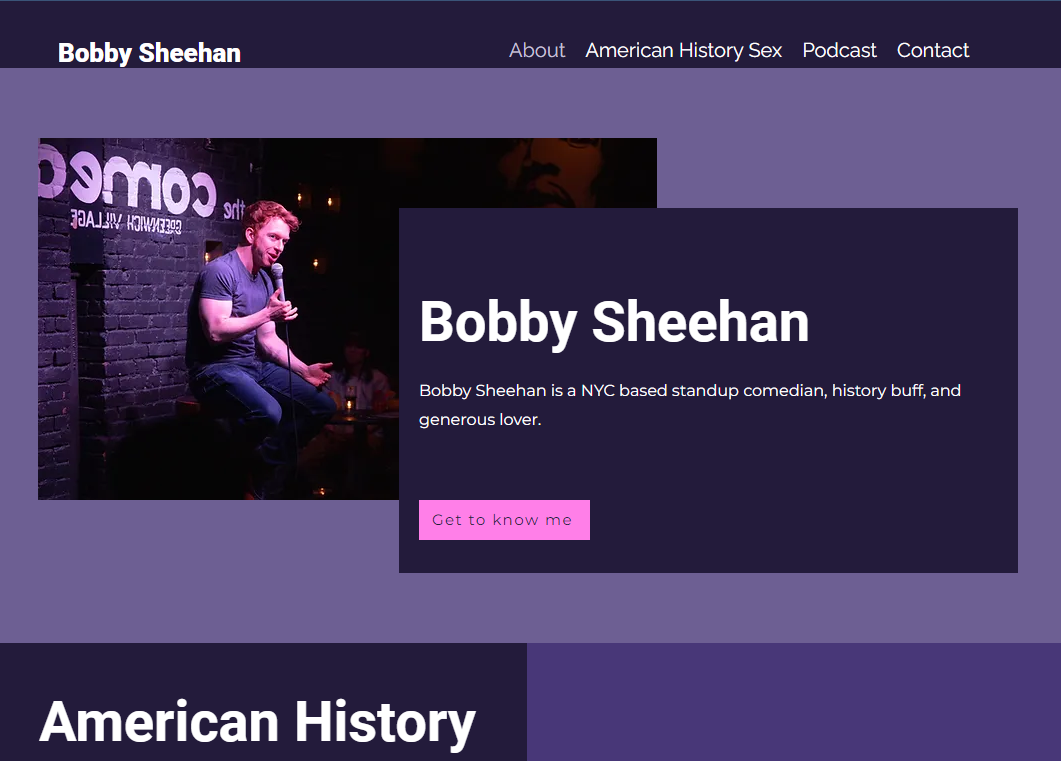 Bobby Sheehan
About American History Sex Podcast Contact
the comed
GREENWICH VILLAGE
Bobby Sheehan
Bobby Sheehan is a NYC based standup comedian, history buff, and
generous lover.
Get to know me
American History